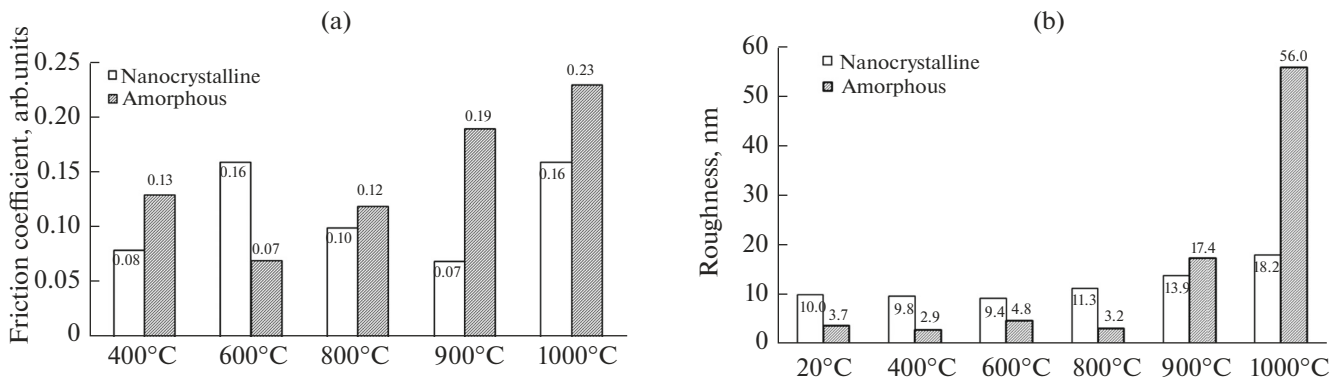 (a)
Friction coefficient, arb.units
0.25
0.20
0.15
0.10
0.05
0
Nanocrystalline
Amorphous
0.08
0.13
0.16
0.07
0.10
0.12
0.07
0.19
0.16
0.23
400°C
600°C
800°C
900°C
1000°C
(b)
Roughness, nm
60
50
40
30
20
10
0
Nanocrystalline
Amorphous
10.0
3.7
9.8
2.9
9.4
4.8
11.3
3.2
13.9
17.4
18.2
56.0
20°C
400°C
600°C
800°C
900°C
1000°C